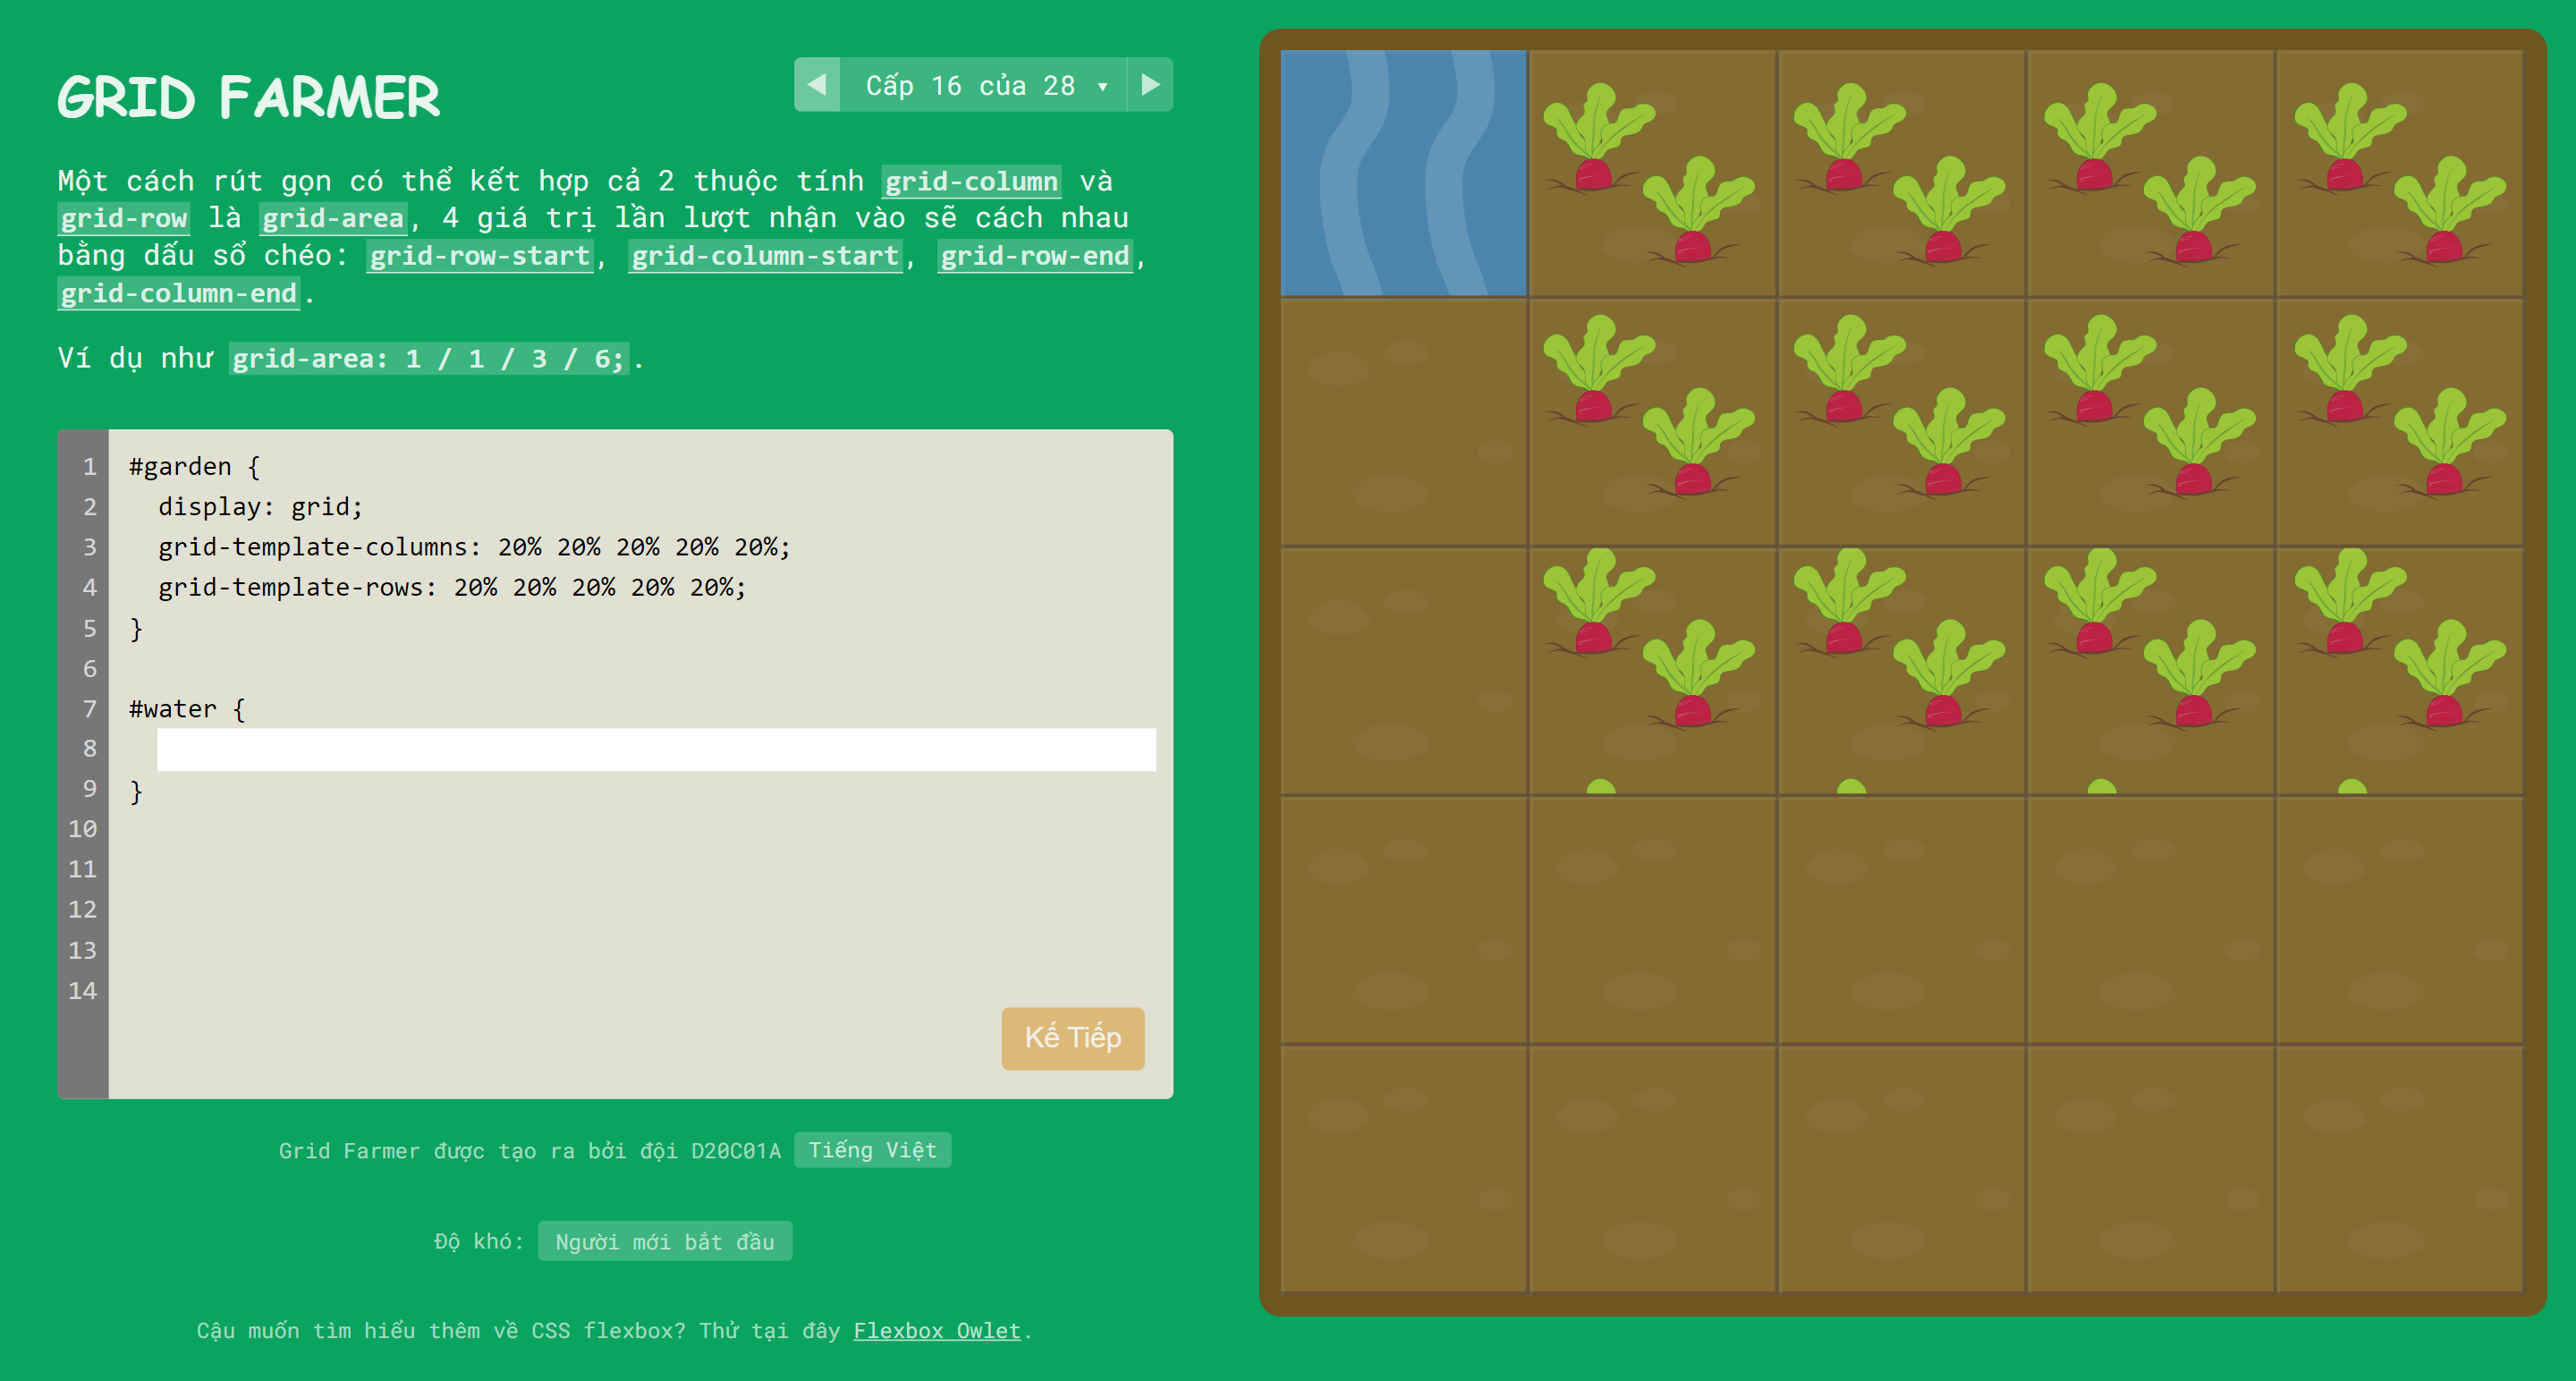 GRID FARMER
◀ Cấp 16 của 28 ▾ ▶
Một cách rút gọn có thể kết hợp cả 2 thuộc tính grid-column và
grid-row là grid-area, 4 giá trị lần lượt nhận vào sẽ cách nhau
bằng dấu sổ chéo: grid-row-start, grid-column-start, grid-row-end,
grid-column-end.
Ví dụ như grid-area: 1 / 1 / 3 / 6;.
1 #garden {
2 display: grid;
3 grid-template-columns: 20% 20% 20% 20% 20%;
4 grid-template-rows: 20% 20% 20% 20% 20%;
5 }
6
7 #water {
8
9 }
10
11
12
13
14
Kế Tiếp
Grid Farmer được tạo ra bởi đội D20C01A Tiếng Việt
Độ khó: Người mới bắt đầu
Cậu muốn tìm hiểu thêm về CSS flexbox? Thử tại đây Flexbox Owlet.